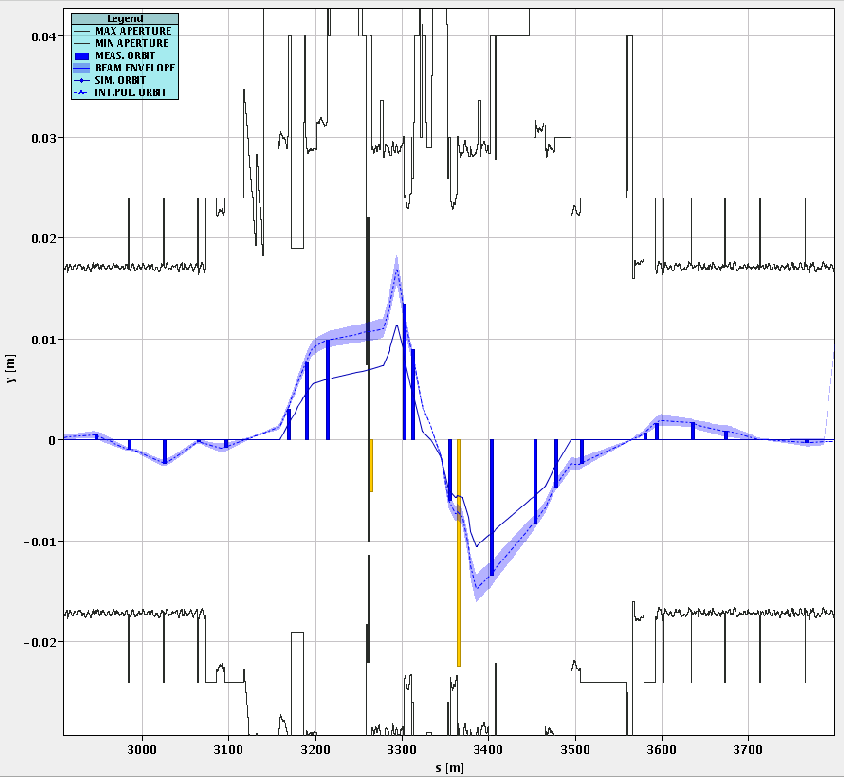 Legend
MAX APERTURE
MIN APERTURE
MEAS. ORBIT
BEAM ENVELOPE
SIM. ORBIT
INT.POL. ORBIT
0.04
0.03
0.02
0.01
0
-0.01
-0.02
y [m]
3000 3100 3200 3300 3400 3500 3600 3700
s [m]